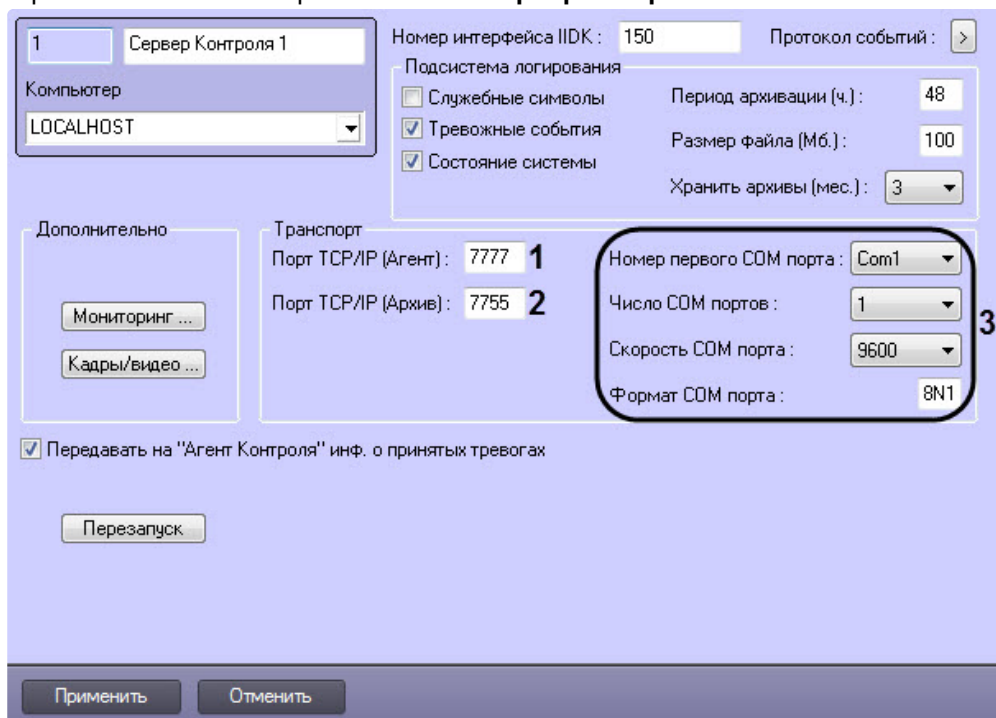 1 Сервер Контроля 1
Компьютер
LOCALHOST
Номер интерфейса IIDK : 150 Протокол событий : >
Подсистема логирования
Служебные символы
Тревожные события
Состояние системы
Период архивации (ч.) : 48
Размер файла (Мб.) : 100
Хранить архивы (мес.) : 3
Дополнительно
Мониторинг ...
Кадры/видео ...
Транспорт
Порт TCP/IP (Агент) : 7777 1
Порт TCP/IP (Архив) : 7755 2
Номер первого COM порта : Com1
Число COM портов : 1
Скорость COM порта : 9600
Формат COM порта : 8N1
3
Передавать на "Агент Контроля" инф. о принятых тревогах
Перезапуск
Применить Отменить